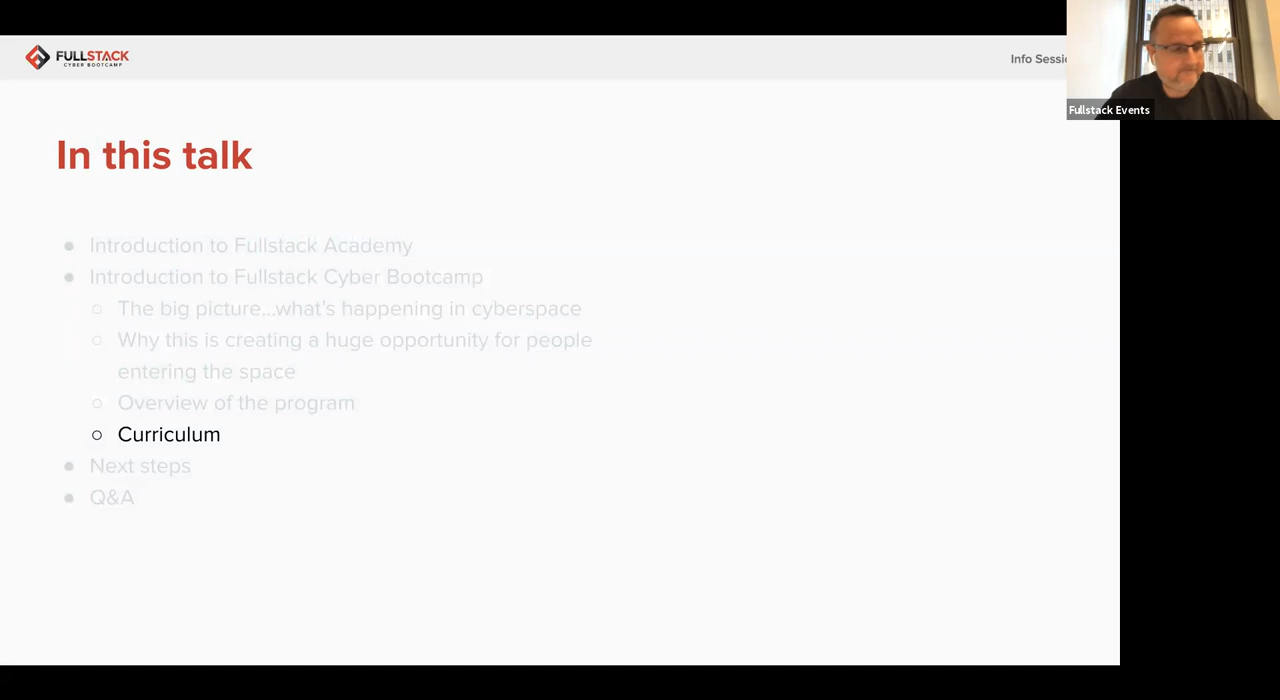 FULLSTACK
CYBER BOOTCAMP
Info Sessi
Fullstack Events
In this talk
Introduction to Fullstack Academy
Introduction to Fullstack Cyber Bootcamp
The big picture...what's happening in cyberspace
Why this is creating a huge opportunity for people
entering the space
Overview of the program
Curriculum
Next steps
Q&A